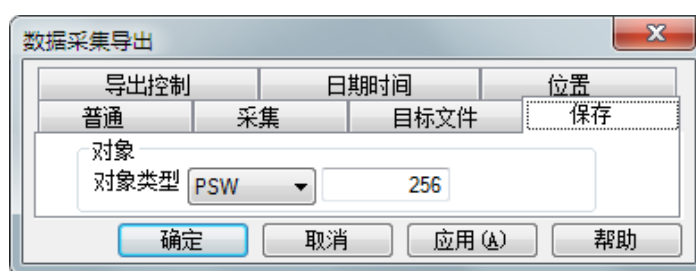 数据采集导出
导出控制 日期时间 位置
普通 采集 目标文件 保存
对象
对象类型 PSW 256
确定 取消 应用(A) 帮助